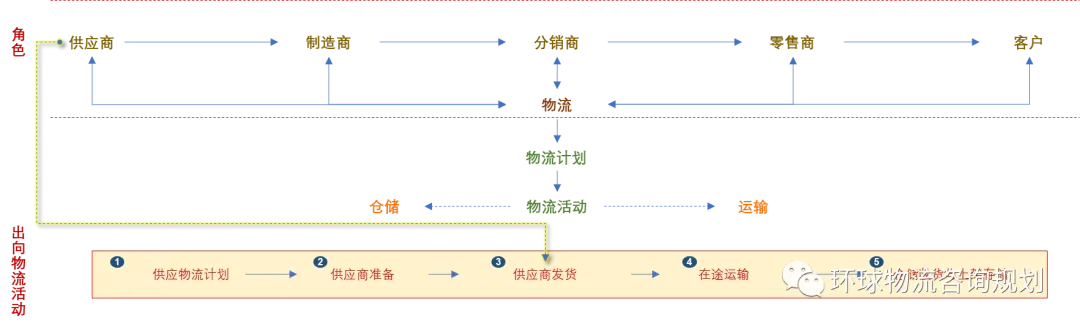 角色
供应商
制造商
分销商
零售商
客户
物流
物流计划
仓储
物流活动
运输
出向物流活动
1 供应物流计划
2 供应商准备
3 供应商发货
4 在途运输
5
环球物流咨询规划